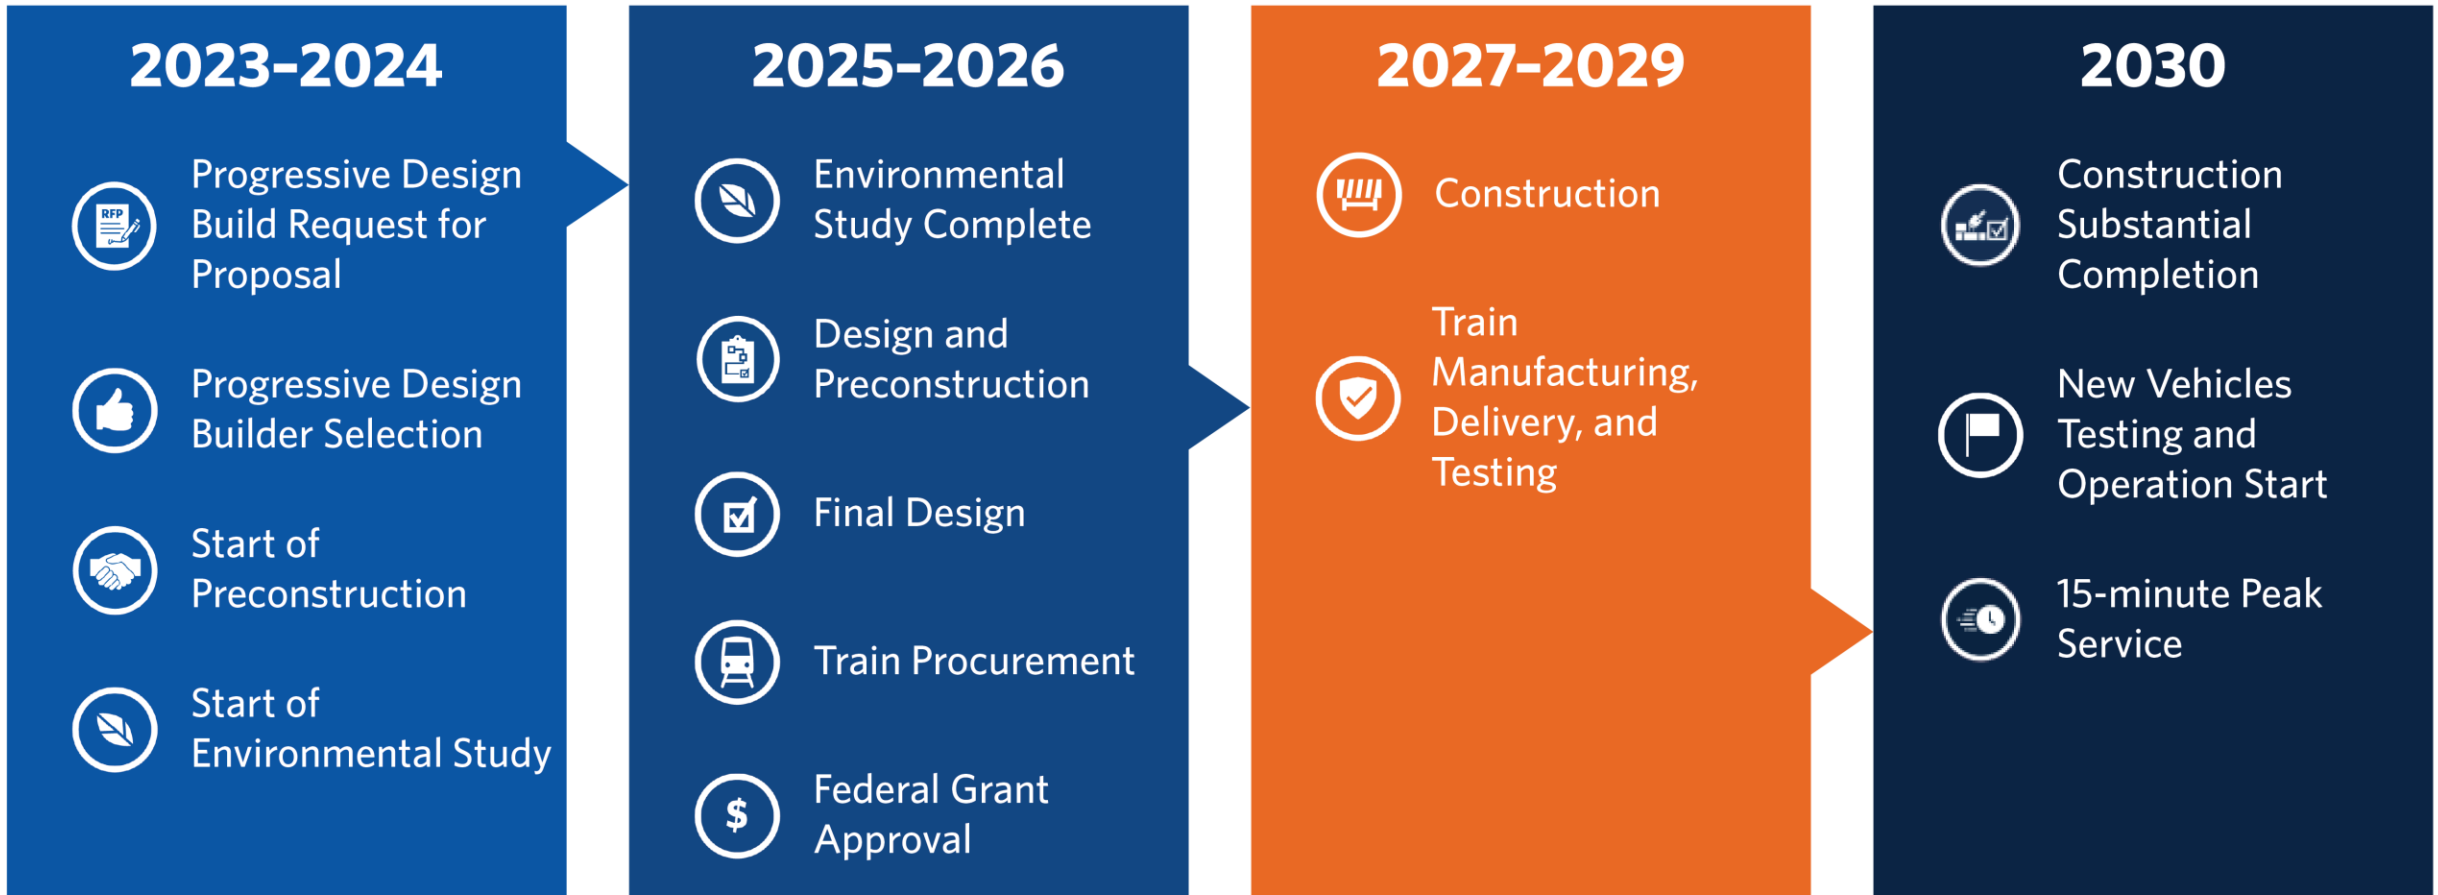 2023–2024
RFP
Progressive Design
Build Request for
Proposal
Progressive Design
Builder Selection
Start of
Preconstruction
Start of
Environmental Study
2025–2026
Environmental
Study Complete
Design and
Preconstruction
Final Design
Train Procurement
$
Federal Grant
Approval
2027–2029
Construction
Train
Manufacturing,
Delivery, and
Testing
2030
Construction
Substantial
Completion
New Vehicles
Testing and
Operation Start
15-minute Peak
Service